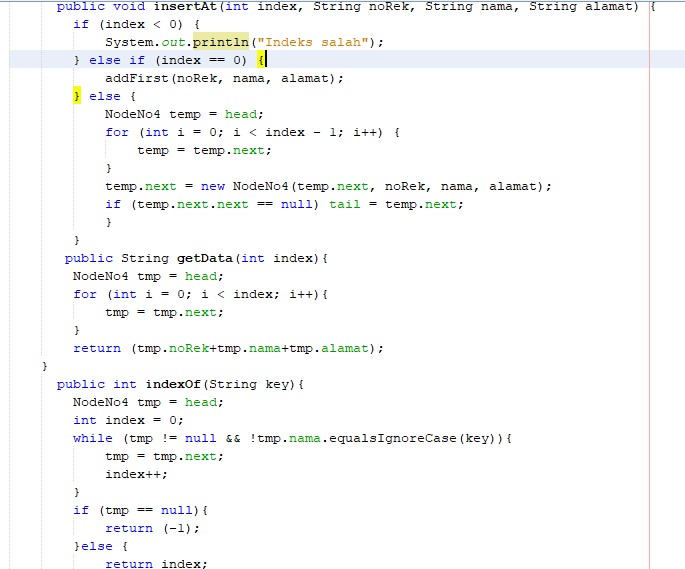 public void insertAt(int index, String noRek, String nama, String alamat) {
if (index < 0) {
System.out.println("Indeks salah");
} else if (index == 0) {
addFirst(noRek, nama, alamat);
} else {
NodeNo4 temp = head;
for (int i = 0; i < index - 1; i++) {
temp = temp.next;
}
temp.next = new NodeNo4(temp.next, noRek, nama, alamat);
if (temp.next.next == null) tail = temp.next;
}
}
public String getData(int index){
NodeNo4 tmp = head;
for (int i = 0; i < index; i++){
tmp = tmp.next;
}
return (tmp.noRek+tmp.nama+tmp.alamat);
}
public int indexOf(String key){
NodeNo4 tmp = head;
int index = 0;
while (tmp != null && !tmp.nama.equalsIgnoreCase(key)){
tmp = tmp.next;
index++;
}
if (tmp == null){
return (-1);
}else {
return index;